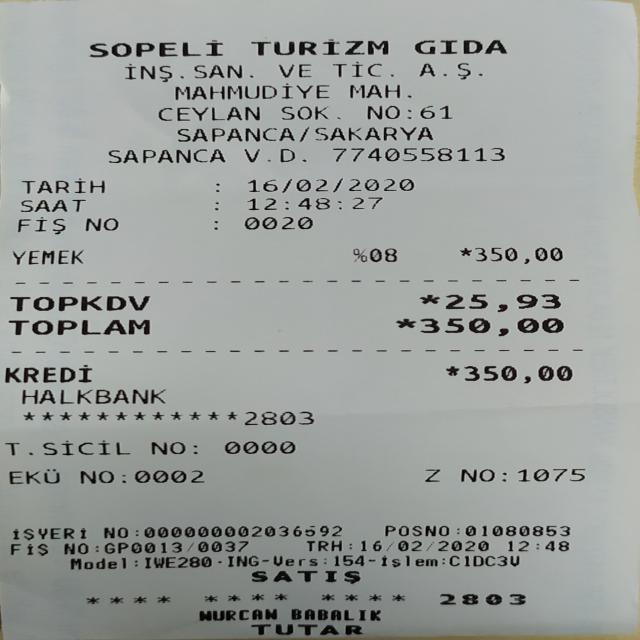 SOPELİ TURİZM GIDA
İNŞ.SAN. VE TİC. A.Ş.
MAHMUDİYE MAH.
CEYLAN SOK. NO:61
SAPANCA/SAKARYA
SAPANCA V.D. 7740558113
TARİH : 16/02/2020
SAAT : 12:48:27
FİŞ NO : 0020
YEMEK %08 *350,00
TOPKDV *25,93
TOPLAM *350,00
KREDİ *350,00
HALKBANK
************2803
T.SİCİL NO: 0000
EKÜ NO:0002 Z NO:1075
İŞYERİ NO:000000002036592 POSNO:01080853
FİŞ NO:GP0013/0037 TRH:16/02/2020 12:48
Model:IWE280-ING-Vers:154-İşlem:C1DC3V
SATIŞ
**** **** **** 2803
NURCAN BABALIK
TUTAR